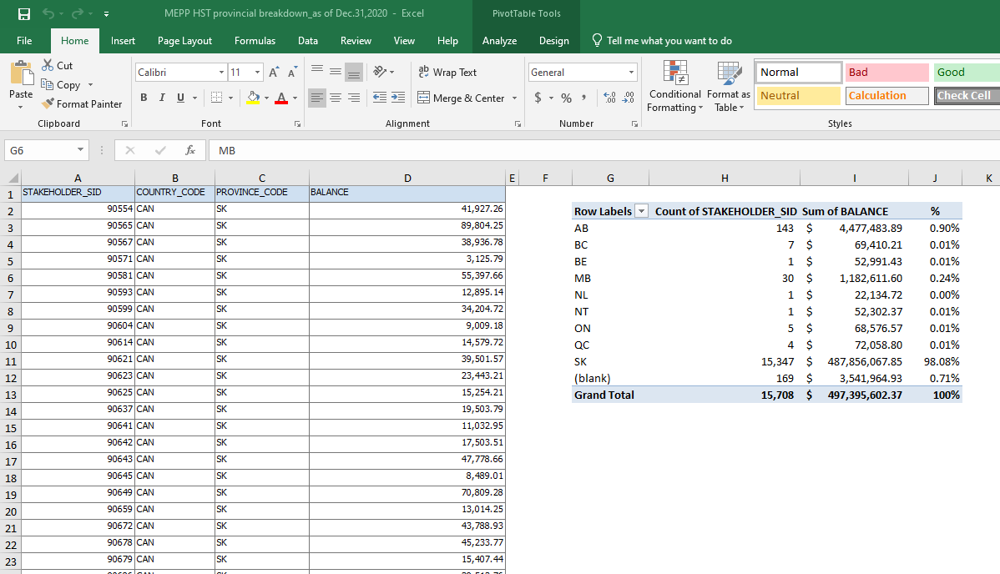 MEPP HST provincial breakdown_as of Dec.31,2020 - Excel PivotTable Tools
File Home Insert Page Layout Formulas Data Review View Help Analyze Design Tell me what you want to do
Paste Cut Copy Format Painter Clipboard
Calibri 11 A A B I U A Font
ab Wrap Text Merge & Center Alignment
General $ % , .00 .0 Number
Conditional Formatting Format as Table Normal Bad Good Neutral Calculation Check Cell Styles
G6 fx MB
A B C D E F G H I J K
1 STAKEHOLDER_SID COUNTRY_CODE PROVINCE_CODE BALANCE
2 90554 CAN SK 41,927.26 Row Labels Count of STAKEHOLDER_SID Sum of BALANCE %
3 90565 CAN SK 89,804.25 AB 143 $ 4,477,483.89 0.90%
4 90567 CAN SK 38,936.78 BC 7 $ 69,410.21 0.01%
5 90571 CAN SK 3,125.79 BE 1 $ 52,991.43 0.01%
6 90581 CAN SK 55,397.66 MB 30 $ 1,182,611.60 0.24%
7 90593 CAN SK 12,895.14 NL 1 $ 22,134.72 0.00%
8 90599 CAN SK 34,204.72 NT 1 $ 52,302.37 0.01%
9 90604 CAN SK 9,009.18 ON 5 $ 68,576.57 0.01%
10 90614 CAN SK 14,579.72 QC 4 $ 72,058.80 0.01%
11 90621 CAN SK 39,501.57 SK 15,347 $ 487,856,067.85 98.08%
12 90623 CAN SK 23,443.21 (blank) 169 $ 3,541,964.93 0.71%
13 90625 CAN SK 15,254.21 Grand Total 15,708 $ 497,395,602.37 100%
14 90637 CAN SK 19,503.79
15 90641 CAN SK 11,032.95
16 90642 CAN SK 17,503.51
17 90643 CAN SK 47,778.66
18 90645 CAN SK 8,489.01
19 90649 CAN SK 70,809.28
20 90659 CAN SK 13,014.25
21 90672 CAN SK 43,788.93
22 90678 CAN SK 45,233.77
23 90679 CAN SK 15,407.44